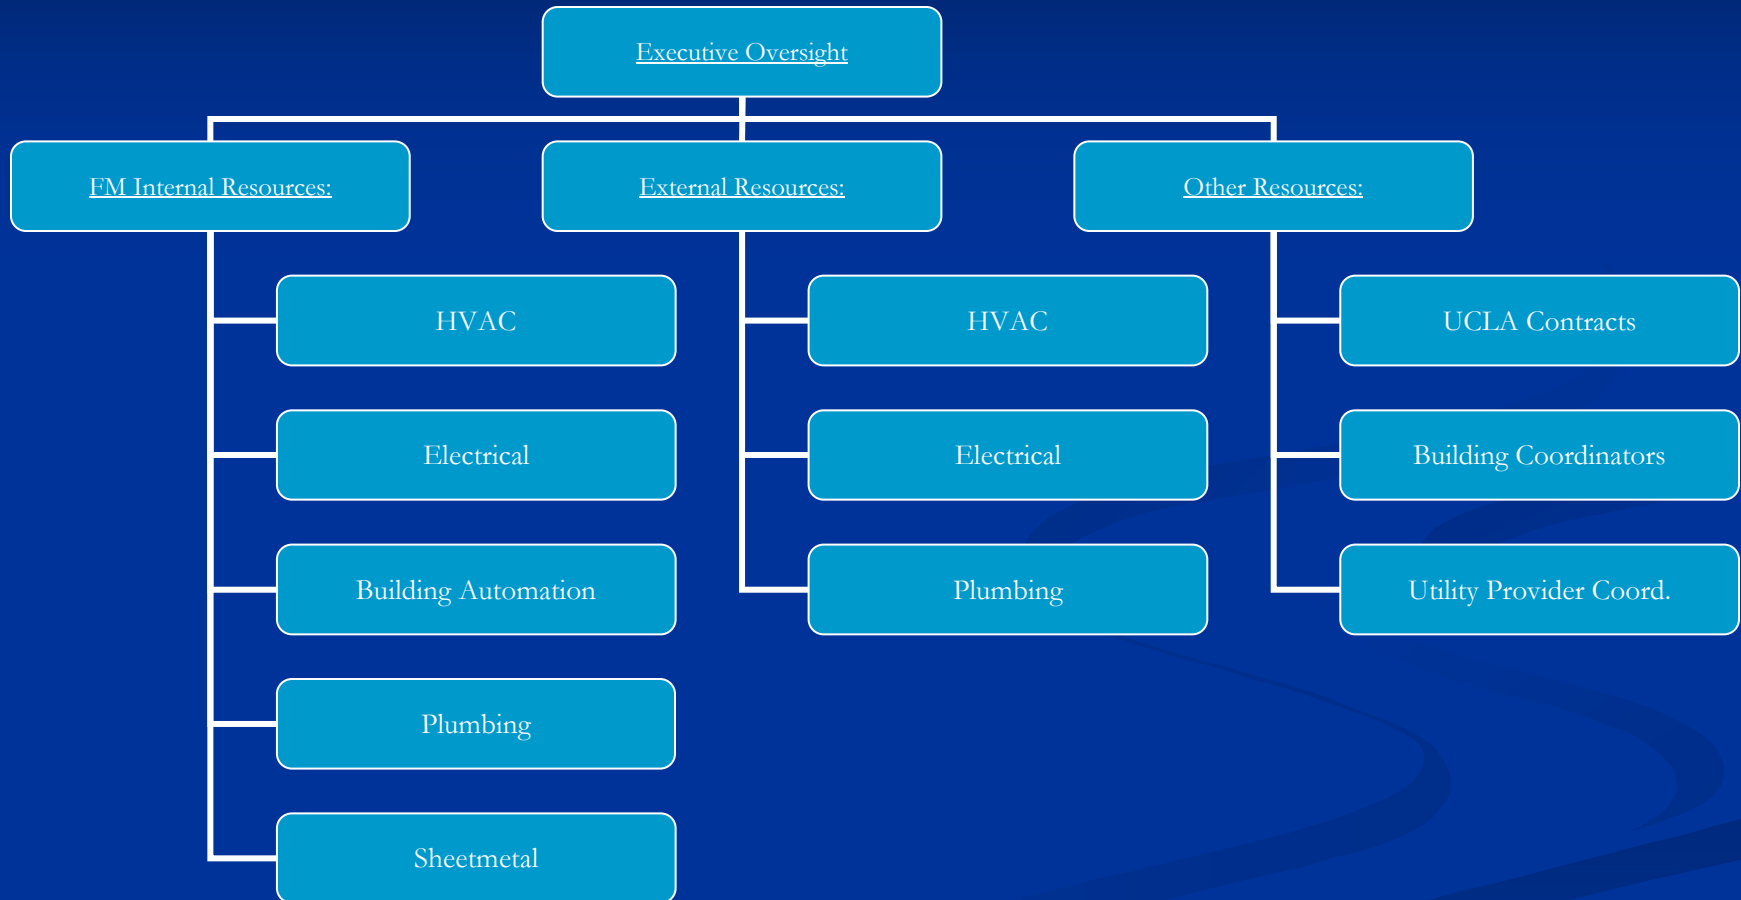 Executive Oversight
FM Internal Resources:
HVAC
Electrical
Building Automation
Plumbing
Sheetmetal
External Resources:
HVAC
Electrical
Plumbing
Other Resources:
UCLA Contracts
Building Coordinators
Utility Provider Coord.